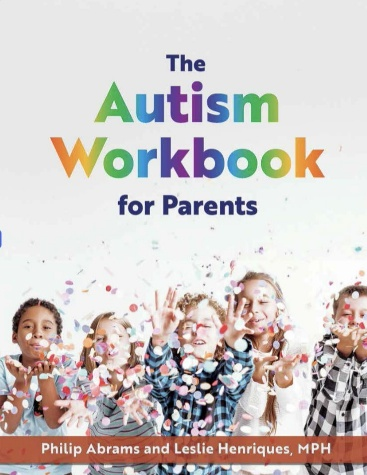 The
Autism
Workbook
for Parents
Philip Abrams and Leslie Henriques, MPH